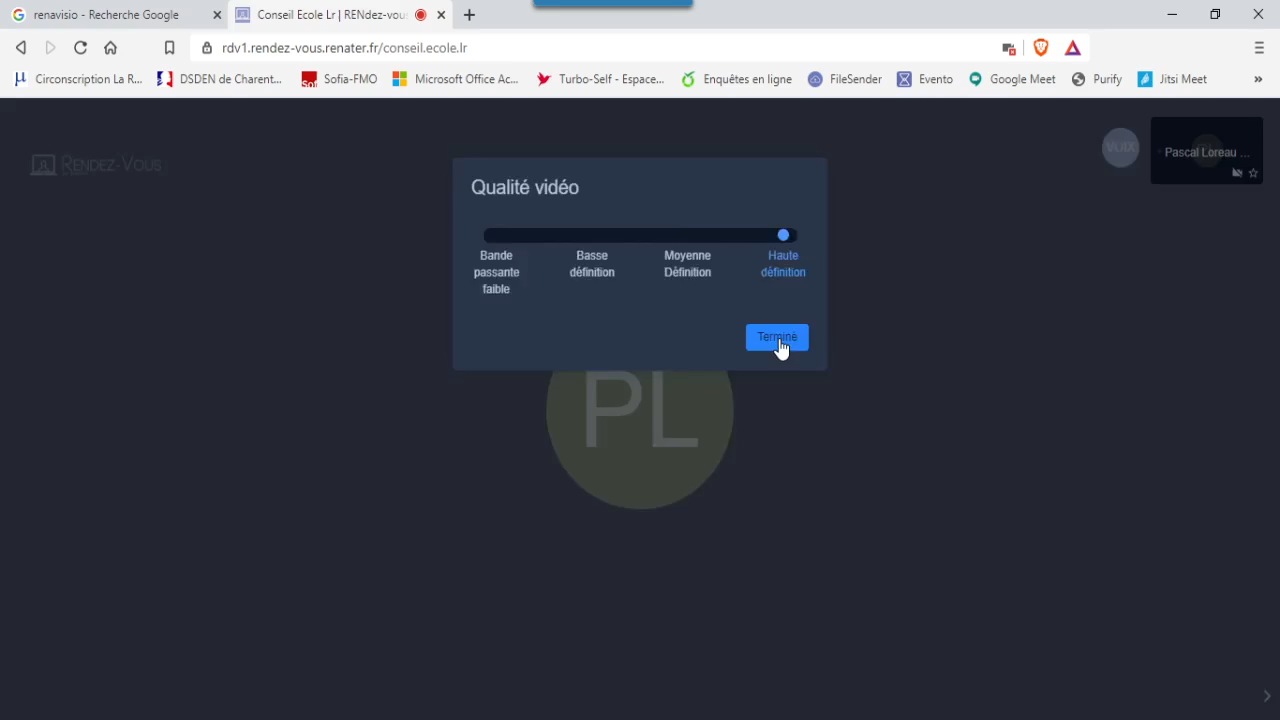 renavisio - Recherche Google
Conseil Ecole Lr | RENdez-vous
rdv1.rendez-vous.renater.fr/conseil.ecole.lr
Circonscription La R...
DSDEN de Charent...
Sofia-FMO
Microsoft Office Ac...
Turbo-Self - Espace...
Enquêtes en ligne
FileSender
Evento
Google Meet
Purify
Jitsi Meet
»
RENDEZ-VOUS
Pascal Loreau ...
Qualité vidéo
Bande passante faible
Basse définition
Moyenne Définition
Haute définition
Terminé
PL